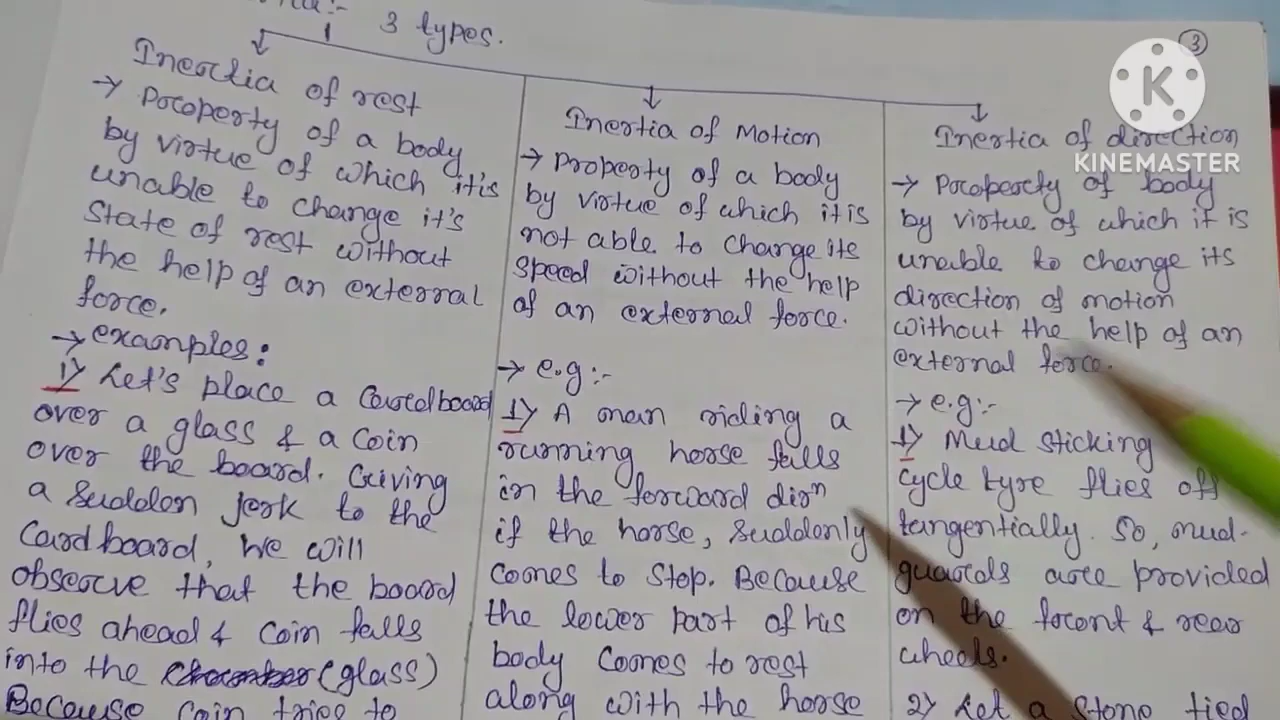 3 types.
3
KINEMASTER
Inertia of rest
→ Property of a body
by virtue of which it's
unable to change it's
State of rest without
the help of an external
force.
→ examples:
1) Let's place a Cardboard
over a glass & a coin
over the board. Giving
a sudden jerk to the
Cardboard, we will
observe that the board
flies ahead & coin falls
into the (glass)
Because coin tries to
Inertia of Motion
→ Property of a body
by virtue of which it is
not able to change its
speed without the help
of an external force.
→ e.g:-
1) A man riding a
running horse falls
in the forward dirⁿ
if the horse, suddenly
Comes to stop. Because
the lower part of his
body comes to rest
along with the horse
Inertia of direction
→ Property of body
by virtue of which it is
unable to change its
direction of motion
without the help of an
external force.
→ e.g:-
1) Mud sticking
cycle tyre flies off
tangentially. So, mud-
guards are provided
on the front & rear
wheels.
2) Let a stone tied